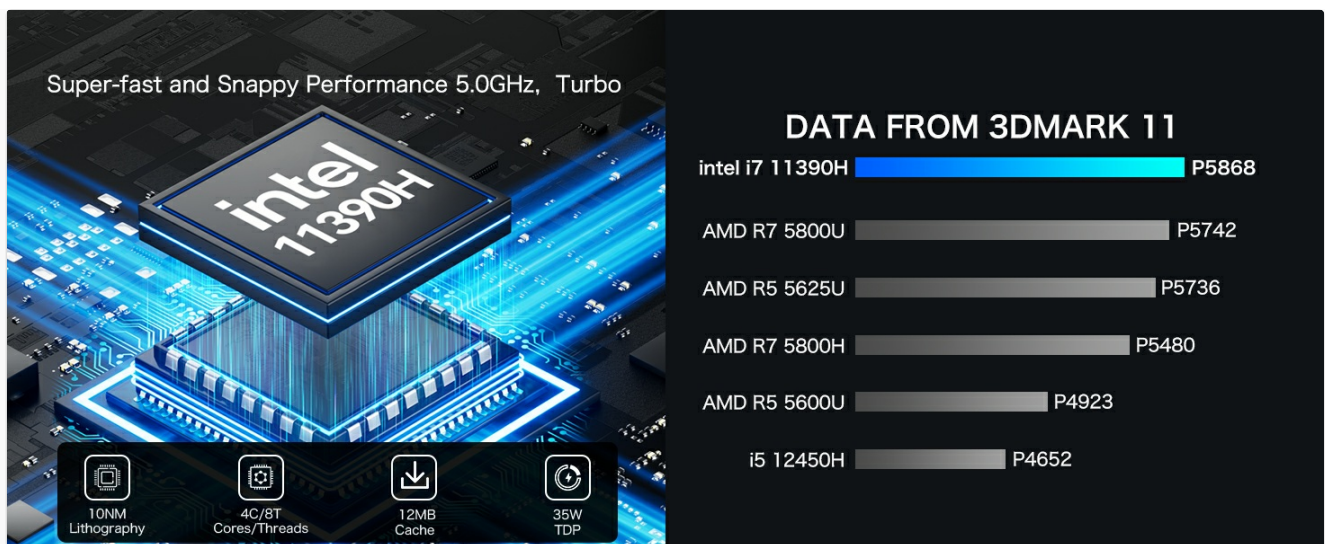 Super-fast and Snappy Performance 5.0GHz, Turbo
intel
11390H
10NM
Lithography
4C/8T
Cores/Threads
12MB
Cache
35W
TDP
DATA FROM 3DMARK 11
intel i7 11390H P5868
AMD R7 5800U P5742
AMD R5 5625U P5736
AMD R7 5800H P5480
AMD R5 5600U P4923
i5 12450H P4652